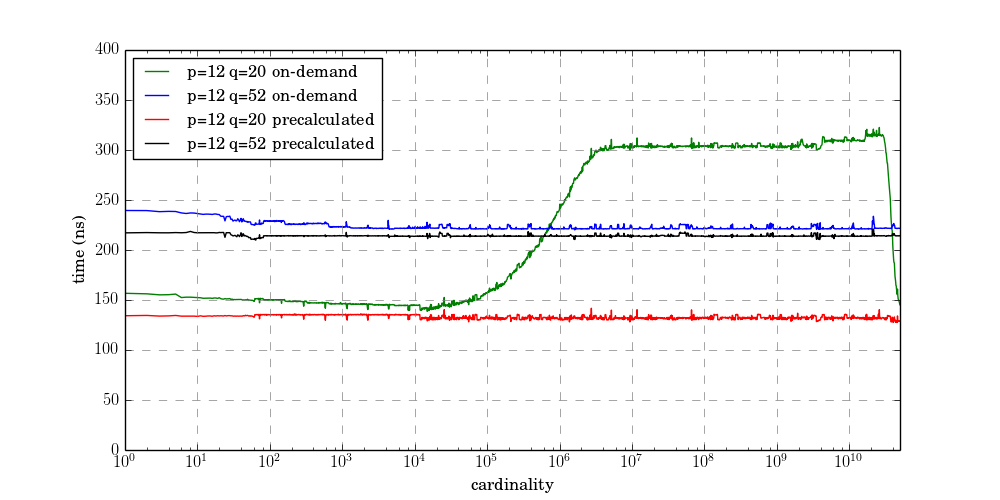 400
350
300
250
200
150
100
50
0
time (ns)
p=12 q=20 on-demand
p=12 q=52 on-demand
p=12 q=20 precalculated
p=12 q=52 precalculated
10^0 10^1 10^2 10^3 10^4 10^5 10^6 10^7 10^8 10^9 10^10
cardinality